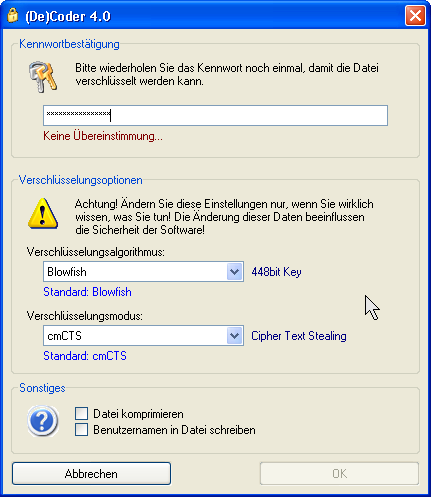 (De)Coder 4.0
Kennwortbestätigung
Bitte wiederholen Sie das Kennwort noch einmal, damit die Datei
verschlüsselt werden kann.
xxxxxxxxxxxxxxxx
Keine Übereinstimmung...
Verschlüsselungsoptionen
Achtung! Ändern Sie diese Einstellungen nur, wenn Sie wirklich
wissen, was Sie tun! Die Änderung dieser Daten beeinflussen
die Sicherheit der Software!
Verschlüsselungsalgorithmus:
Blowfish 448bit Key
Standard: Blowfish
Verschlüsselungsmodus:
cmCTS Cipher Text Stealing
Standard: cmCTS
Sonstiges
Datei komprimieren
Benutzernamen in Datei schreiben
Abbrechen OK